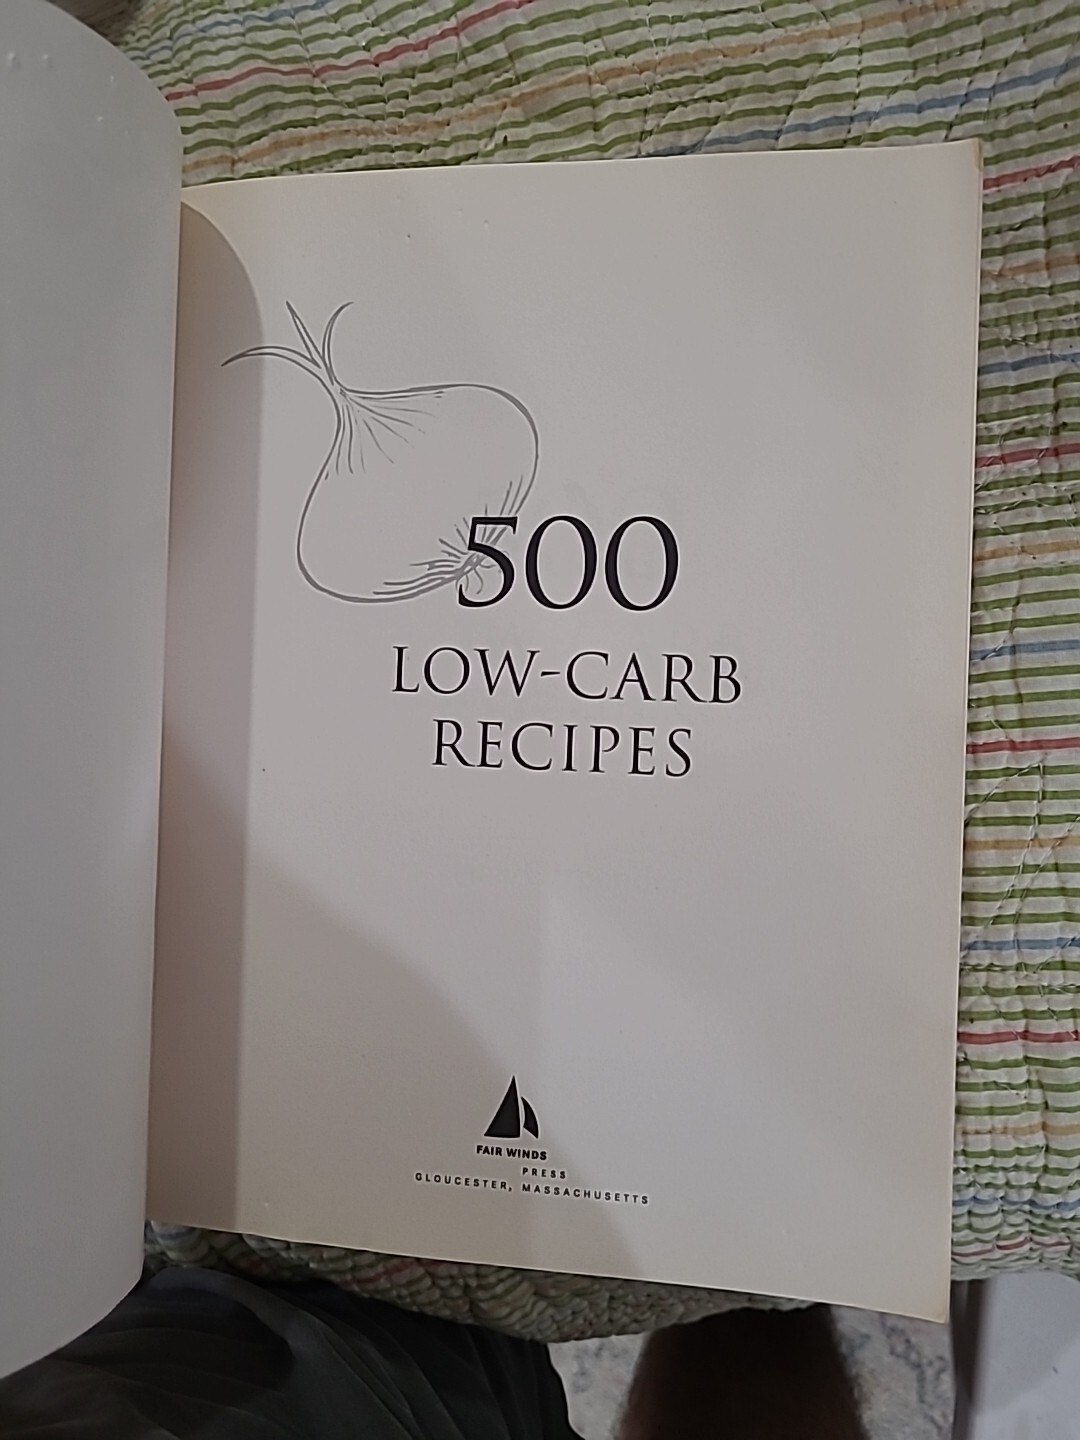 500
LOW-CARB
RECIPES
FAIR WINDS
PRESS
GLOUCESTER, MASSACHUSETTS